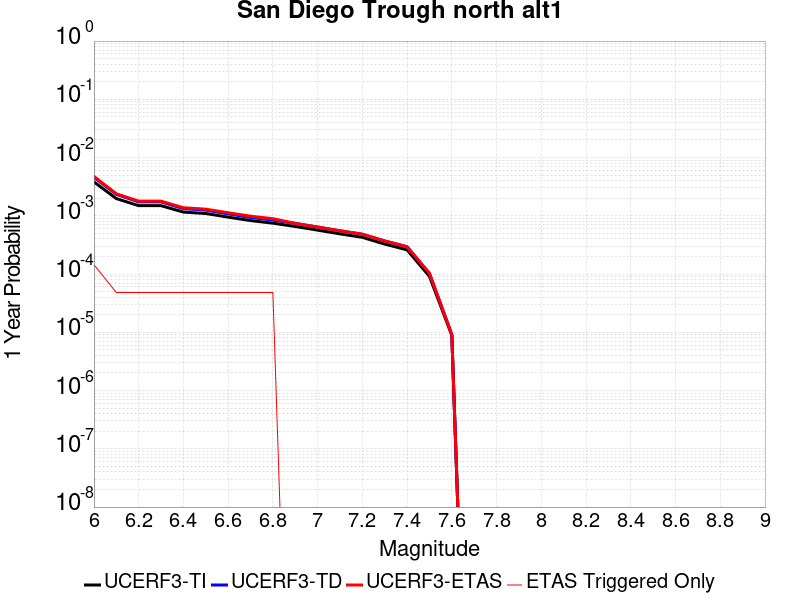 San Diego Trough north alt1
10^0
10^-1
10^-2
10^-3
10^-4
10^-5
10^-6
10^-7
10^-8
1 Year Probability
6 6.2 6.4 6.6 6.8 7 7.2 7.4 7.6 7.8 8 8.2 8.4 8.6 8.8 9
Magnitude
UCERF3-TI UCERF3-TD UCERF3-ETAS ETAS Triggered Only